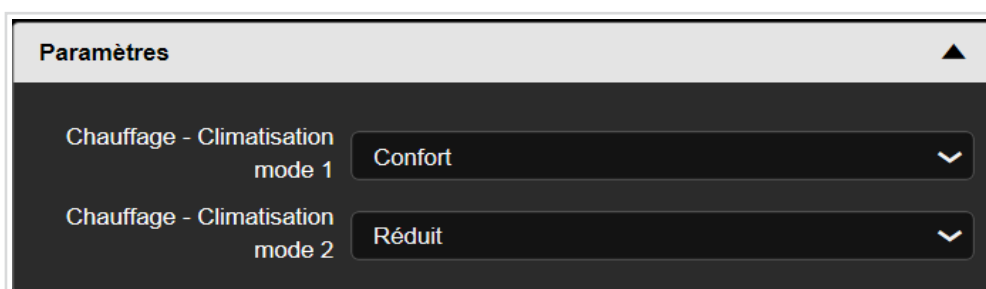 Paramètres
Chauffage - Climatisation
mode 1
Confort
Chauffage - Climatisation
mode 2
Réduit